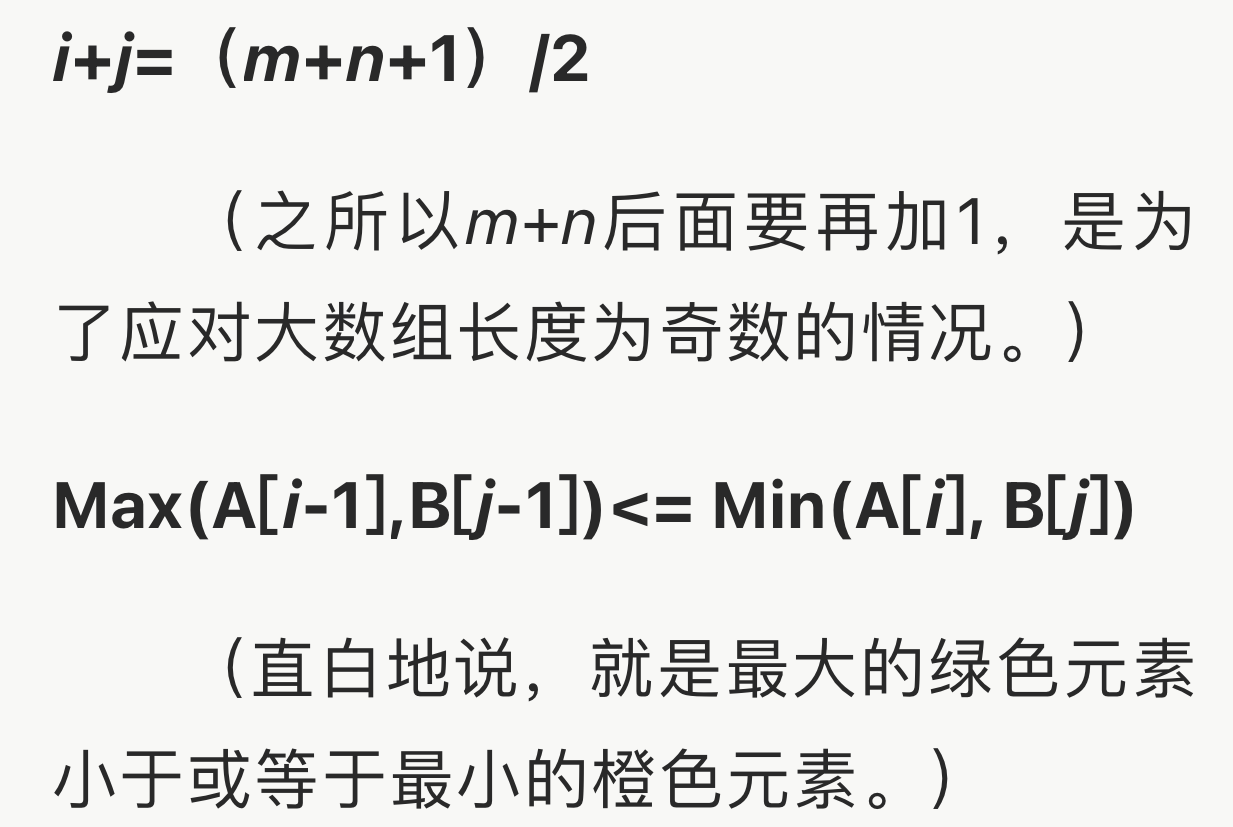 i+j=（m+n+1）/2
（之所以m+n后面要再加1，是为
了应对大数组长度为奇数的情况。）
Max(A[i-1],B[j-1])<= Min(A[i], B[j])
（直白地说，就是最大的绿色元素
小于或等于最小的橙色元素。）